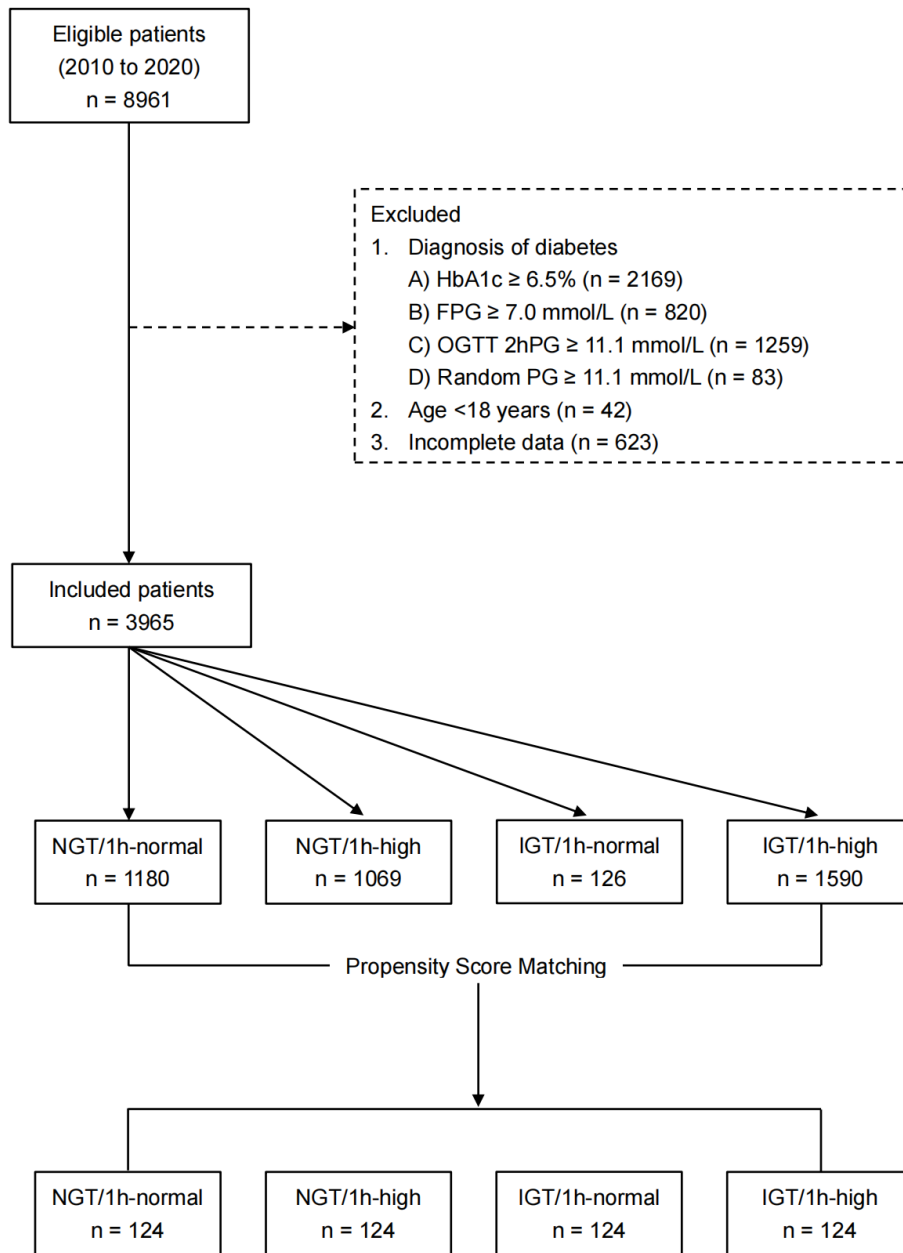 Eligible patients
(2010 to 2020)
n = 8961
Excluded
1. Diagnosis of diabetes
A) HbA1c ≥ 6.5% (n = 2169)
B) FPG ≥ 7.0 mmol/L (n = 820)
C) OGTT 2hPG ≥ 11.1 mmol/L (n = 1259)
D) Random PG ≥ 11.1 mmol/L (n = 83)
2. Age <18 years (n = 42)
3. Incomplete data (n = 623)
Included patients
n = 3965
NGT/1h-normal
n = 1180
NGT/1h-high
n = 1069
IGT/1h-normal
n = 126
IGT/1h-high
n = 1590
Propensity Score Matching
NGT/1h-normal
n = 124
NGT/1h-high
n = 124
IGT/1h-normal
n = 124
IGT/1h-high
n = 124